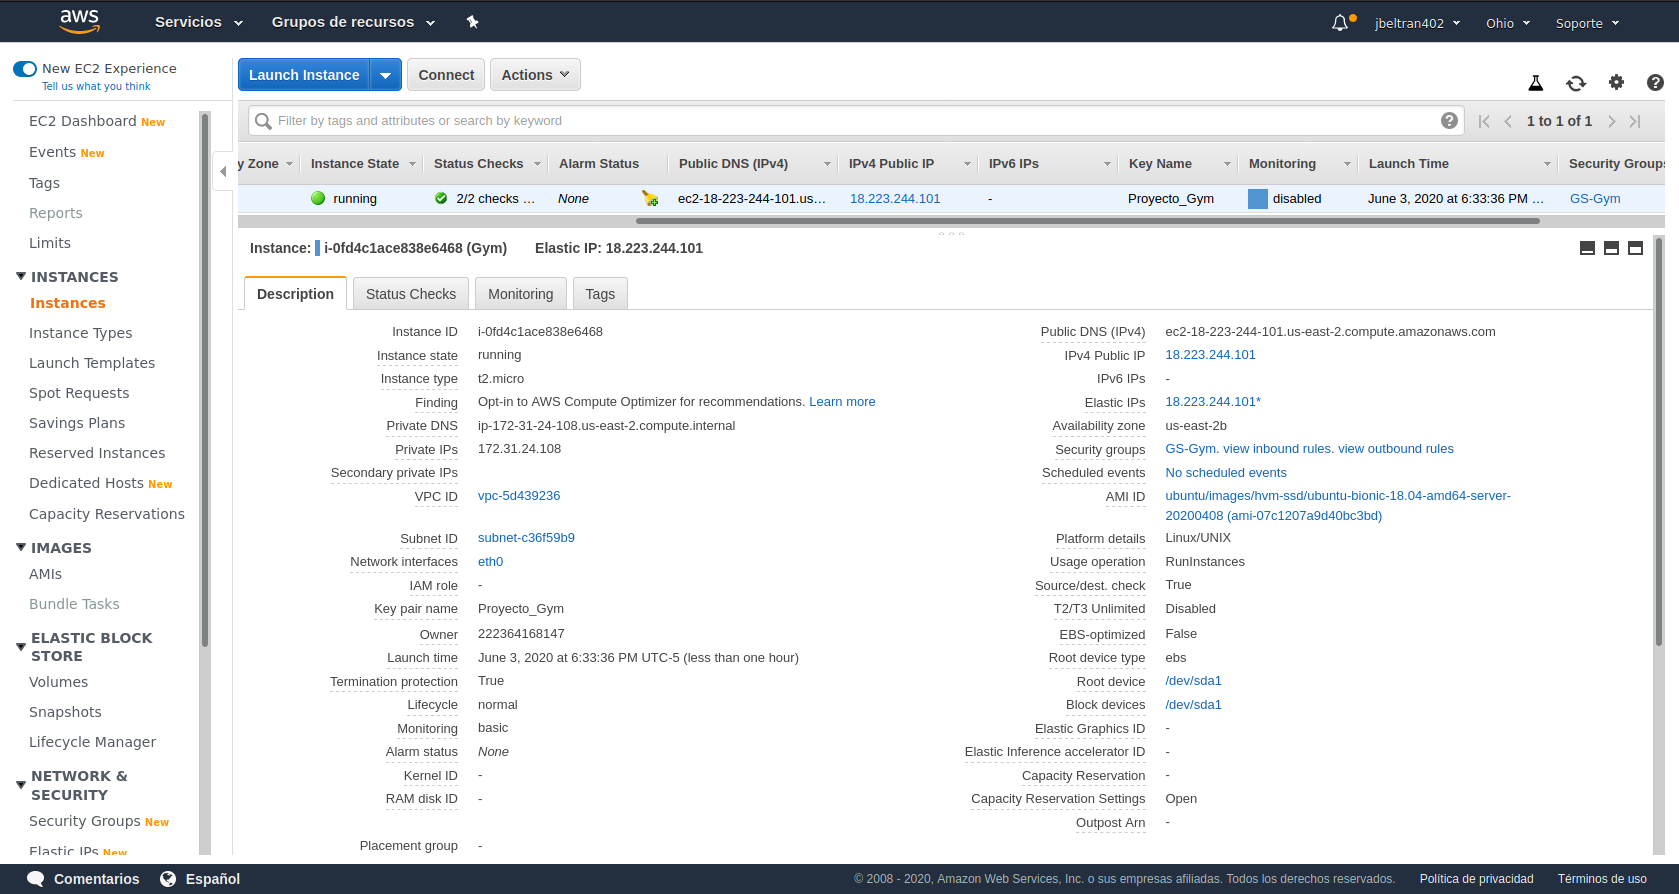 aws Servicios Grupos de recursos jbeltran402 Ohio Soporte
New EC2 Experience
Tell us what you think
EC2 Dashboard New
Events New
Tags
Reports
Limits
INSTANCES
Instances
Instance Types
Launch Templates
Spot Requests
Savings Plans
Reserved Instances
Dedicated Hosts New
Capacity Reservations
IMAGES
AMIs
Bundle Tasks
ELASTIC BLOCK
STORE
Volumes
Snapshots
Lifecycle Manager
NETWORK &
SECURITY
Security Groups New
Elastic IPs New
Launch Instance Connect Actions
Filter by tags and attributes or search by keyword 1 to 1 of 1
y Zone Instance State Status Checks Alarm Status Public DNS (IPv4) IPv4 Public IP IPv6 IPs Key Name Monitoring Launch Time Security Groups
running 2/2 checks ... None ec2-18-223-244-101.us... 18.223.244.101 - Proyecto_Gym disabled June 3, 2020 at 6:33:36 PM ... GS-Gym
Instance: i-0fd4c1ace838e6468 (Gym) Elastic IP: 18.223.244.101
Description Status Checks Monitoring Tags
Instance ID i-0fd4c1ace838e6468
Instance state running
Instance type t2.micro
Finding Opt-in to AWS Compute Optimizer for recommendations. Learn more
Private DNS ip-172-31-24-108.us-east-2.compute.internal
Private IPs 172.31.24.108
Secondary private IPs
VPC ID vpc-5d439236
Subnet ID subnet-c36f59b9
Network interfaces eth0
IAM role -
Key pair name Proyecto_Gym
Owner 222364168147
Launch time June 3, 2020 at 6:33:36 PM UTC-5 (less than one hour)
Termination protection True
Lifecycle normal
Monitoring basic
Alarm status None
Kernel ID -
RAM disk ID -
Placement group -
Public DNS (IPv4) ec2-18-223-244-101.us-east-2.compute.amazonaws.com
IPv4 Public IP 18.223.244.101
IPv6 IPs -
Elastic IPs 18.223.244.101*
Availability zone us-east-2b
Security groups GS-Gym. view inbound rules. view outbound rules
Scheduled events No scheduled events
AMI ID ubuntu/images/hvm-ssd/ubuntu-bionic-18.04-amd64-server-
20200408 (ami-07c1207a9d40bc3bd)
Platform details Linux/UNIX
Usage operation RunInstances
Source/dest. check True
T2/T3 Unlimited Disabled
EBS-optimized False
Root device type ebs
Root device /dev/sda1
Block devices /dev/sda1
Elastic Graphics ID -
Elastic Inference accelerator ID -
Capacity Reservation -
Capacity Reservation Settings Open
Outpost Arn -
Comentarios Español © 2008 - 2020, Amazon Web Services, Inc. o sus empresas afiliadas. Todos los derechos reservados. Política de privacidad Términos de uso